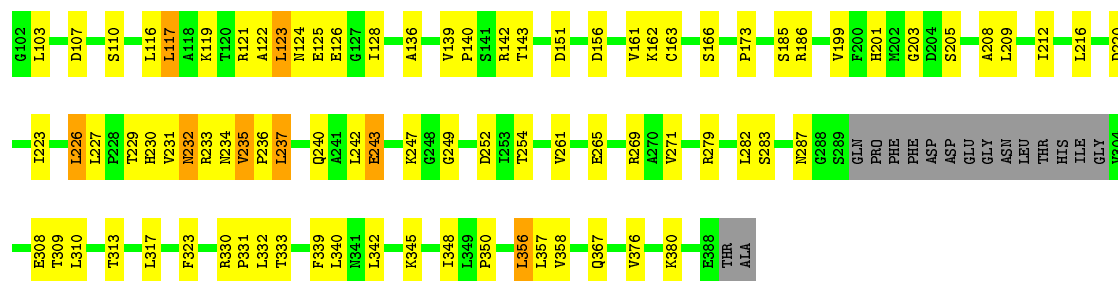 G102 L103 D107 S110 L116 L117 A118 K119 T120 R121 A122 L123 N124 E125 E126 G127 I128 A136 V139 P140 S141 R142 T143 D151 D156 V161 K162 C163 S166 P173 S185 R186 V199 F200 H201 M202 G203 D204 S205 A208 L209 I212 L216 D220
I223 L226 L227 P228 T229 H230 V231 N232 R233 N234 V235 P236 L237 Q240 A241 L242 E243 K247 G248 G249 D252 I253 T254 V261 E265 R269 A270 V271 R279 L282 S283 N287 G288 S289 GLN PRO PHE PHE ASP ASP GLU GLY ASN LEU THR HIS ILE GLY V304
E308 T309 L310 T313 L317 F323 R330 P331 L332 T333 F339 L340 N341 L342 K345 I348 L349 P350 L356 L357 V358 Q367 V376 K380 E388 THR ALA